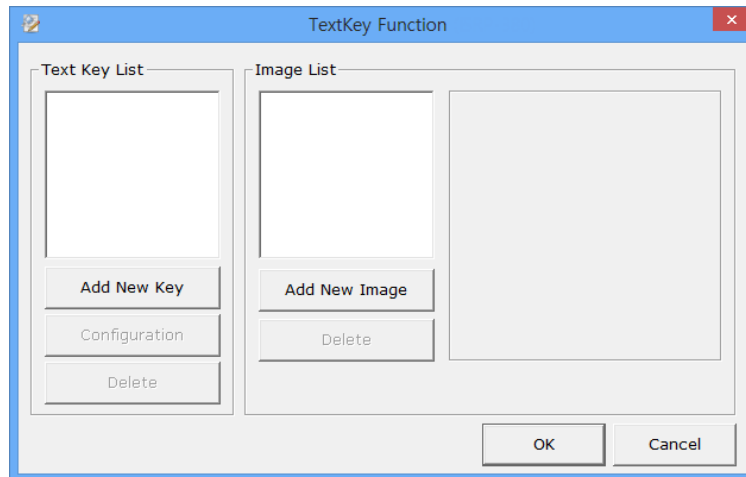 TextKey Function
Text Key List
Image List
Add New Key
Add New Image
Configuration
Delete
Delete
OK
Cancel